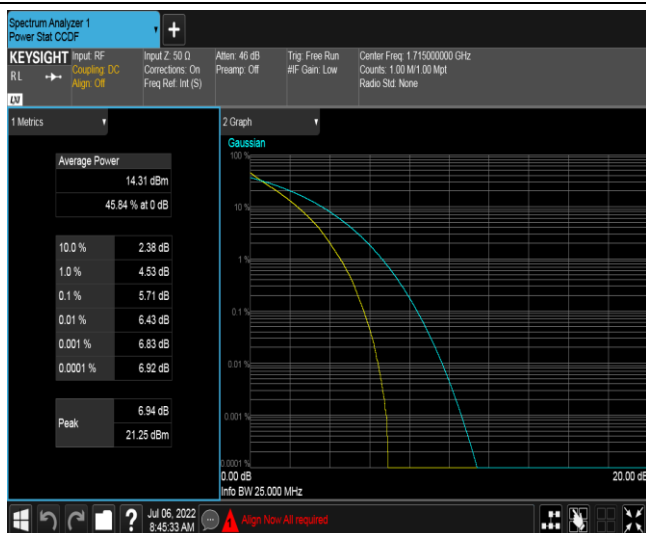 Spectrum Analyzer 1
Power Stat CCDF
+
KEYSIGHT
Input: RF
Input Z: 50 Ω
Atten: 46 dB
Trig: Free Run
Center Freq: 1.715000000 GHz
RL
Coupling: DC
Corrections: On
Preamp: Off
#IF Gain: Low
Counts: 1.00 M/1.00 Mpt
Align: Off
Freq Ref: Int (S)
Radio Std: None
LXI
1 Metrics
Average Power
14.31 dBm
45.84 % at 0 dB
10.0 % 2.38 dB
1.0 % 4.53 dB
0.1 % 5.71 dB
0.01 % 6.43 dB
0.001 % 6.83 dB
0.0001 % 6.92 dB
Peak
6.94 dB
21.25 dBm
2 Graph
Gaussian
100 %
10 %
1 %
0.1 %
0.01 %
0.001 %
0.0001 %
0.00 dB
20.00 dB
Info BW 25.000 MHz
?
Jul 06, 2022
8:45:33 AM
Align Now All required